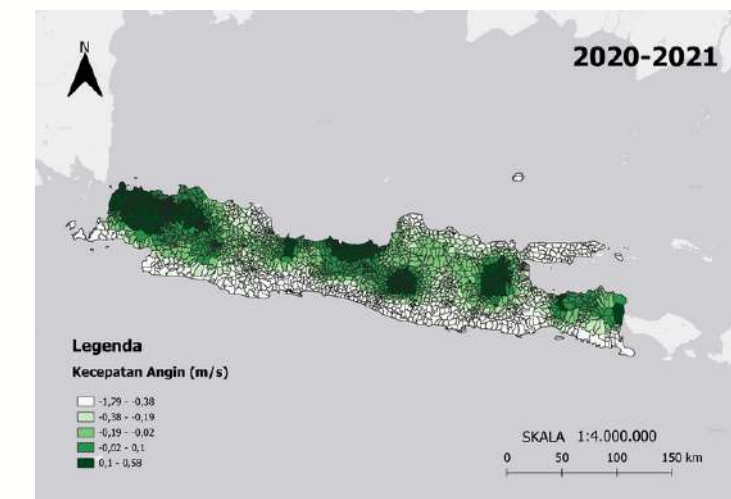 N
2020-2021
Legenda
Kecepatan Angin (m/s)
-1,79 - -0,38
-0,38 - -0,19
-0,19 - -0,02
-0,02 - 0,1
0,1 - 0,58
SKALA 1:4.000.000
0 50 100 150 km